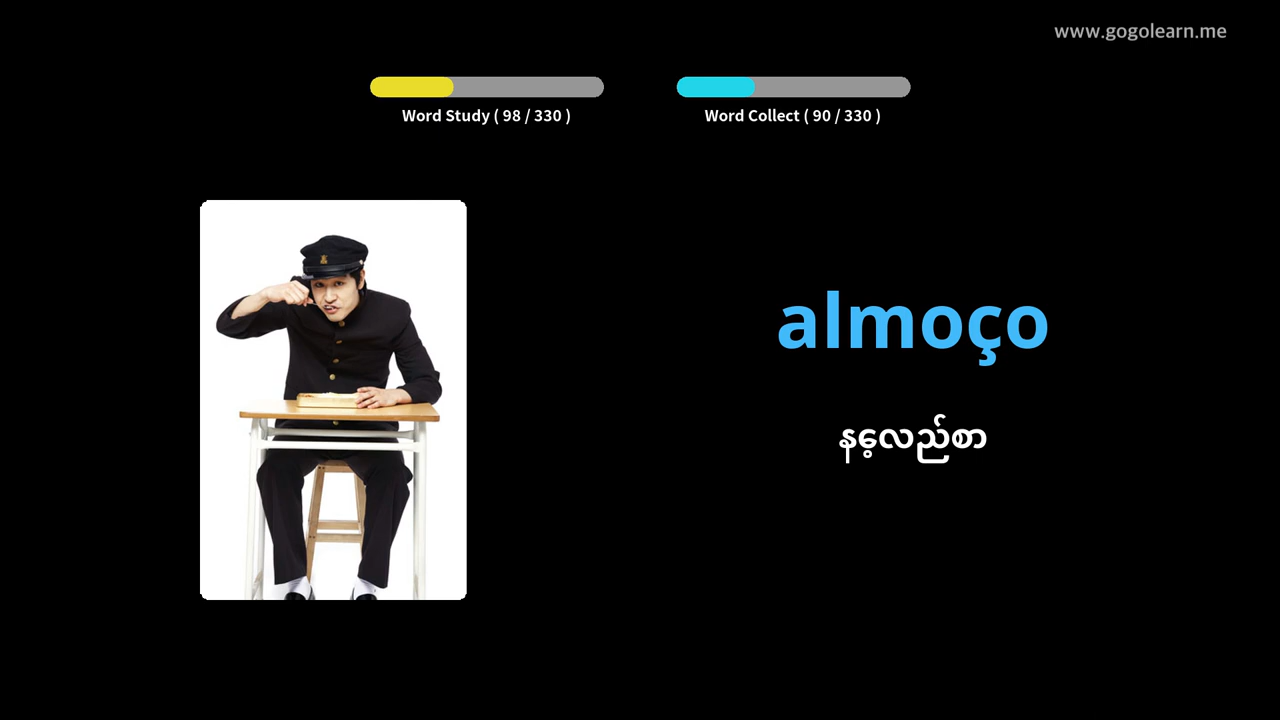 www.gogolearn.me
Word Study ( 98 / 330 )
Word Collect ( 90 / 330 )
almoço
နေ့လည်စာ